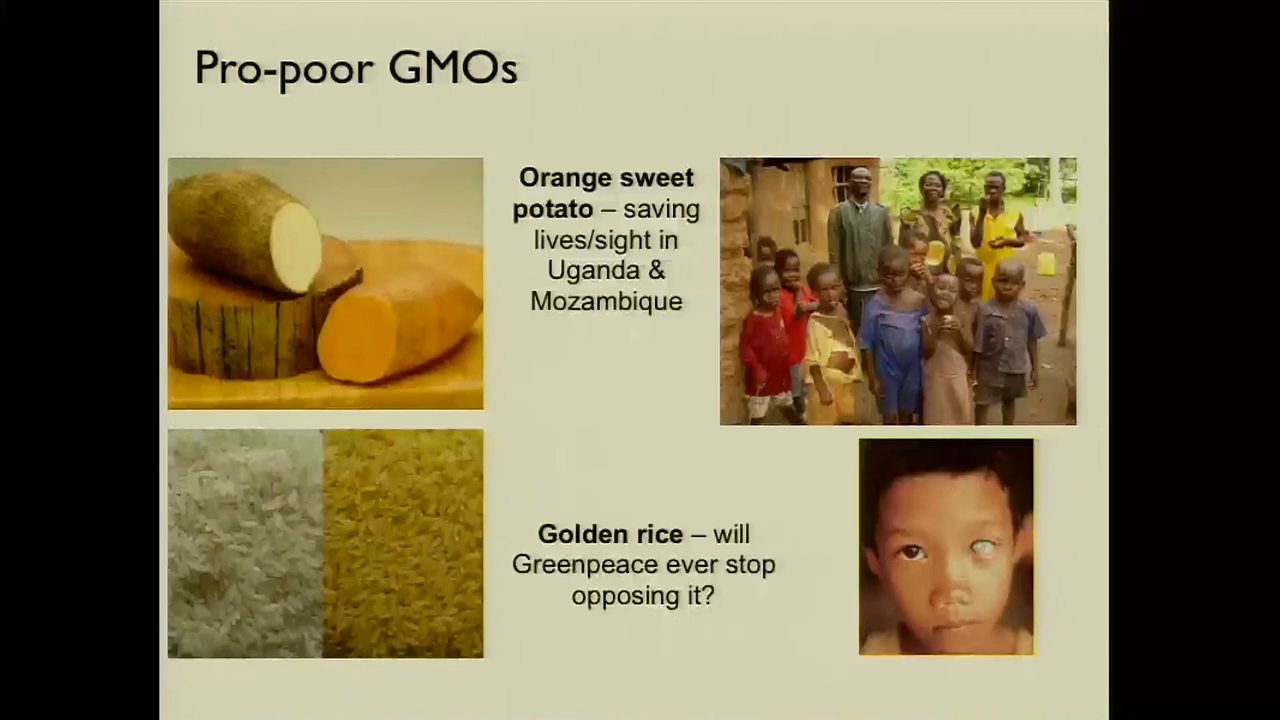 Pro-poor GMOs
Orange sweet
potato – saving
lives/sight in
Uganda &
Mozambique
Golden rice – will
Greenpeace ever stop
opposing it?